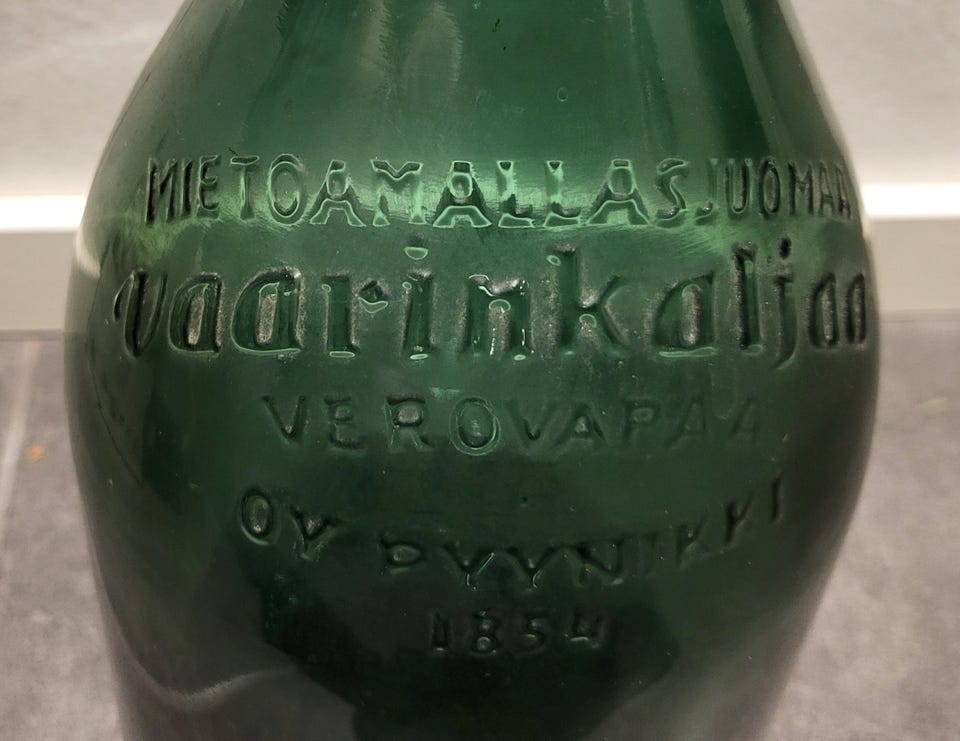 MIETOA MALLASJUOMAA
vaarinkaljaa
VEROVAPAA
OY PYYNIKKI
1854